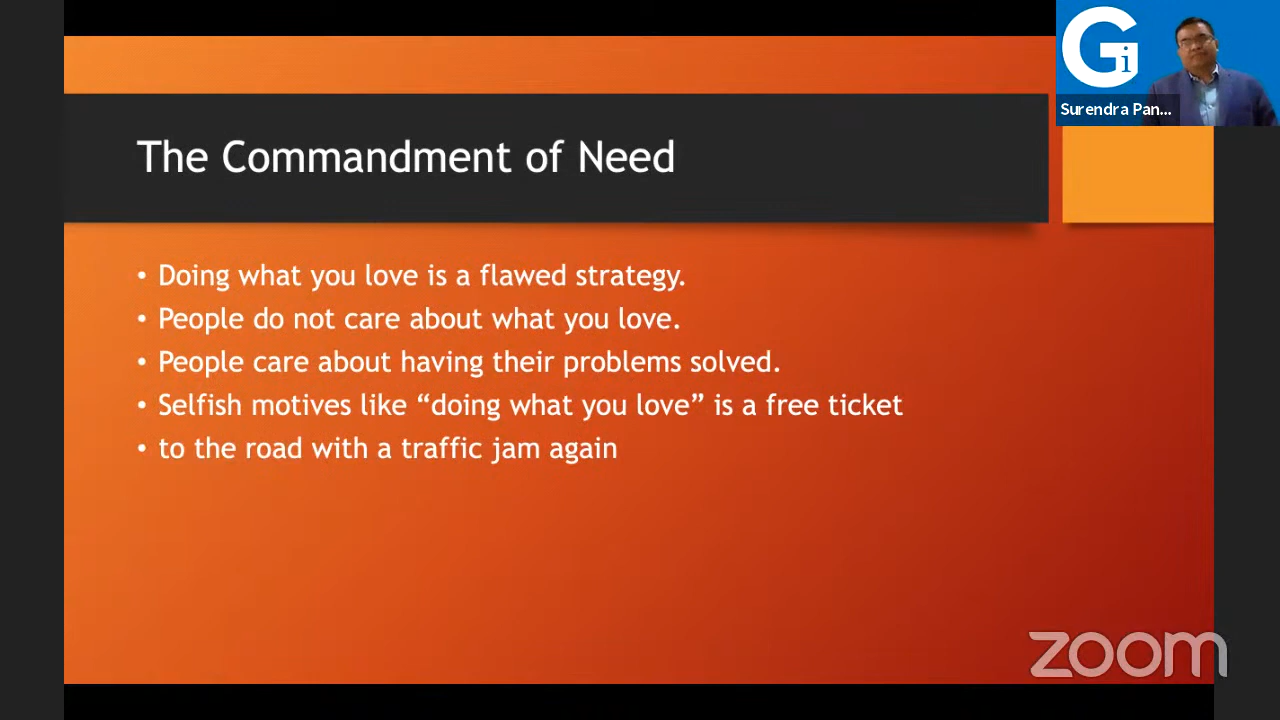 Gi
Surendra Pan...
The Commandment of Need
• Doing what you love is a flawed strategy.
• People do not care about what you love.
• People care about having their problems solved.
• Selfish motives like “doing what you love” is a free ticket
• to the road with a traffic jam again
zoom